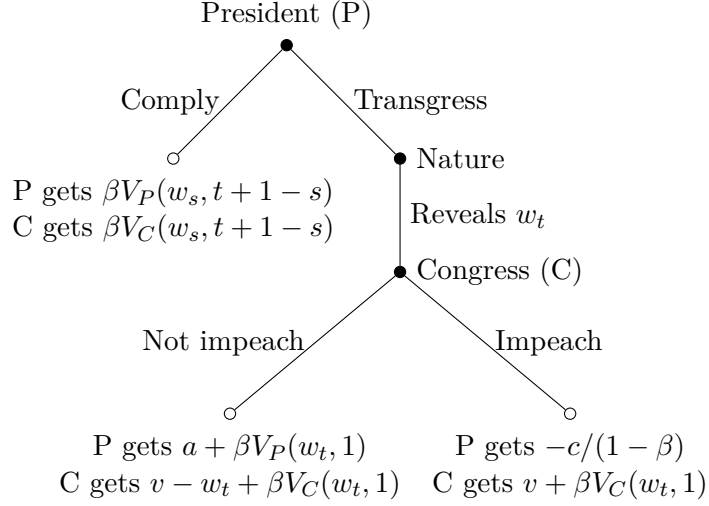 President (P)
Comply
Transgress
Nature
P gets βV_P(w_s, t + 1 − s)
C gets βV_C(w_s, t + 1 − s)
Reveals w_t
Congress (C)
Not impeach
Impeach
P gets a + βV_P(w_t, 1)
C gets v − w_t + βV_C(w_t, 1)
P gets −c/(1 − β)
C gets v + βV_C(w_t, 1)